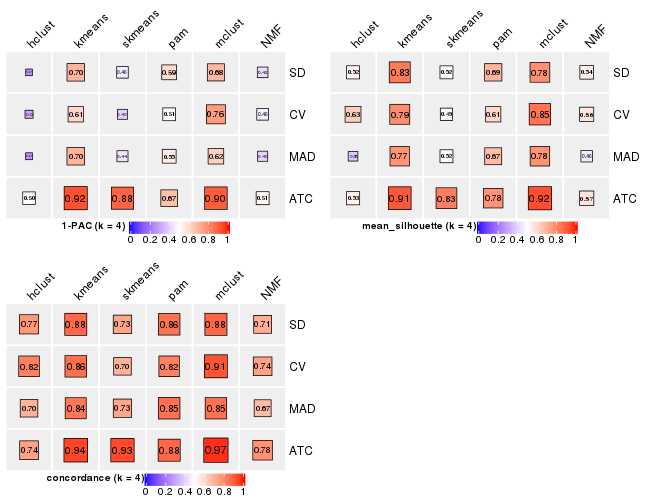 hclust kmeans skmeans pam mclust NMF
0.70 0.46 0.59 0.68 SD
0.61 0.51 0.76 CV
0.70 0.44 0.55 0.62 MAD
0.50 0.92 0.88 0.67 0.90 0.51 ATC
1-PAC (k = 4)
0 0.2 0.4 0.6 0.8 1
hclust kmeans skmeans pam mclust NMF
0.52 0.83 0.52 0.69 0.78 0.54 SD
0.63 0.79 0.49 0.61 0.85 0.56 CV
0.77 0.52 0.67 0.78 MAD
0.53 0.91 0.83 0.78 0.92 0.57 ATC
mean_silhouette (k = 4)
0 0.2 0.4 0.6 0.8 1
hclust kmeans skmeans pam mclust NMF
0.77 0.88 0.73 0.86 0.88 0.71 SD
0.82 0.86 0.70 0.82 0.91 0.74 CV
0.70 0.84 0.73 0.85 0.85 0.67 MAD
0.74 0.94 0.93 0.88 0.97 0.78 ATC
concordance (k = 4)
0 0.2 0.4 0.6 0.8 1